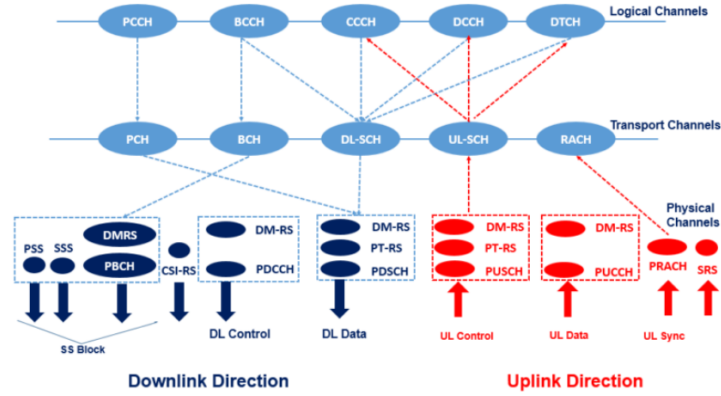 PCCH BCCH CCCH DCCH DTCH Logical Channels
PCH BCH DL-SCH UL-SCH RACH Transport Channels
Physical Channels
PSS SSS DMRS PBCH
CSI-RS
DM-RS PDCCH
DM-RS PT-RS PDSCH
DM-RS PT-RS PUSCH
DM-RS PUCCH
PRACH SRS
SS Block DL Control DL Data UL Control UL Data UL Sync
Downlink Direction Uplink Direction